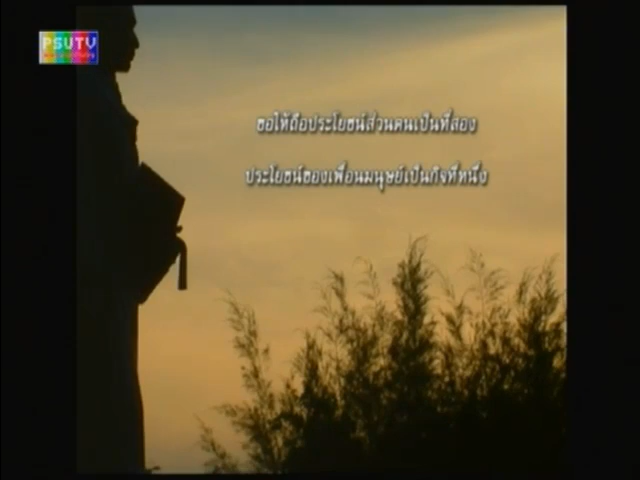 PSUTV
ขอให้ถือประโยชน์ส่วนตนเป็นที่สอง
ประโยชน์ของเพื่อนมนุษย์เป็นกิจที่หนึ่ง